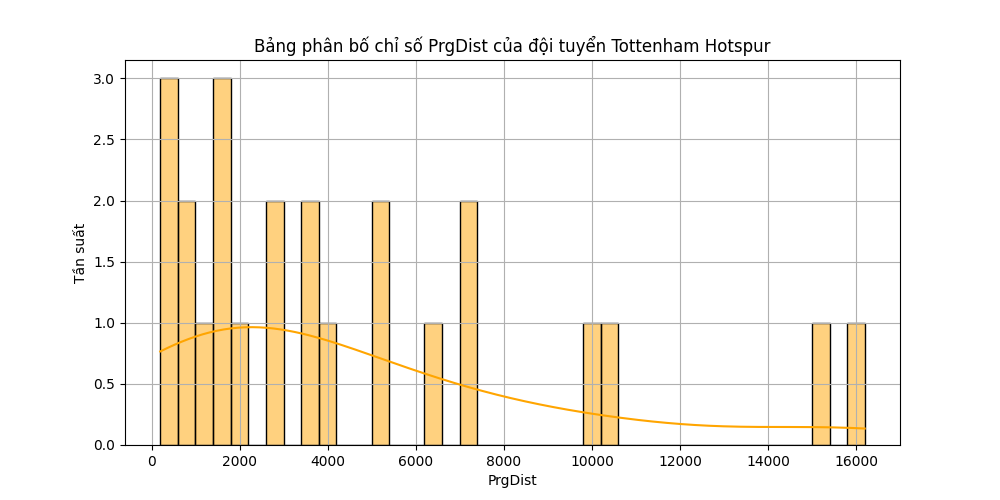 Bảng phân bố chỉ số PrgDist của đội tuyển Tottenham Hotspur
3.0
2.5
2.0
1.5
1.0
0.5
0.0
Tần suất
0 2000 4000 6000 8000 10000 12000 14000 16000
PrgDist